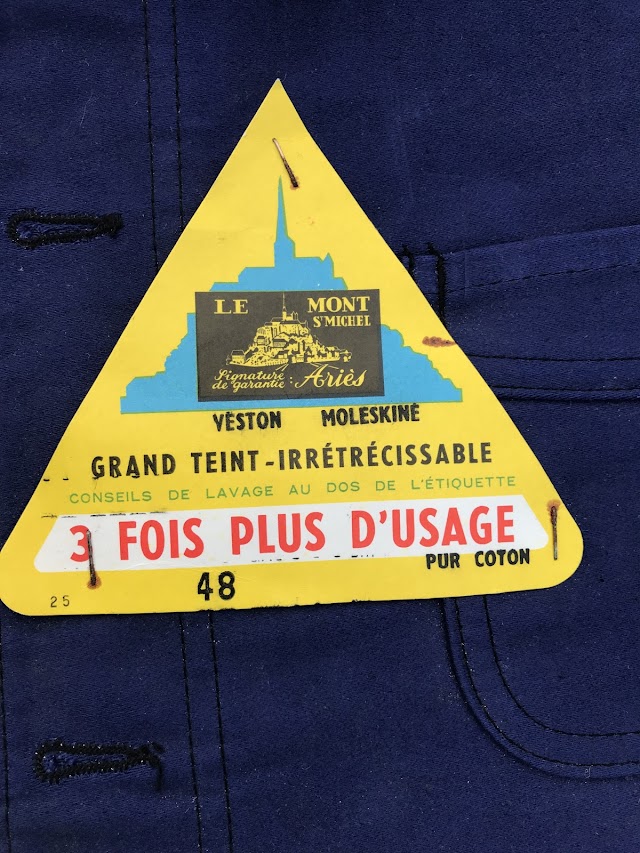 LE MONT
ST MICHEL
Signature
de garantie : Ariès
VESTON MOLESKINE
GRAND TEINT-IRRÉTRÉCISSABLE
CONSEILS DE LAVAGE AU DOS DE L'ÉTIQUETTE
3 FOIS PLUS D'USAGE
PUR COTON
48
25